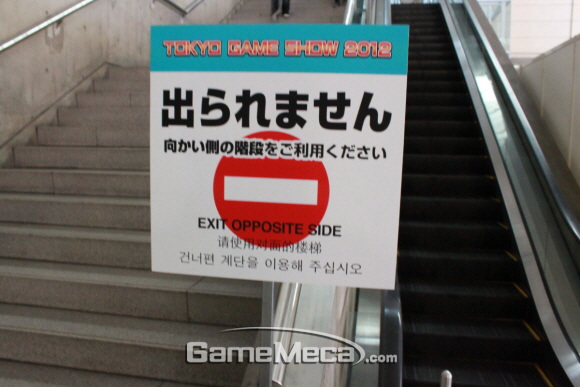 TOKYO GAME SHOW 2012
出られません
向かい側の階段をご利用ください
EXIT OPPOSITE SIDE
请使用对面的楼梯
건너편 계단을 이용해 주십시오
GameMeca.com